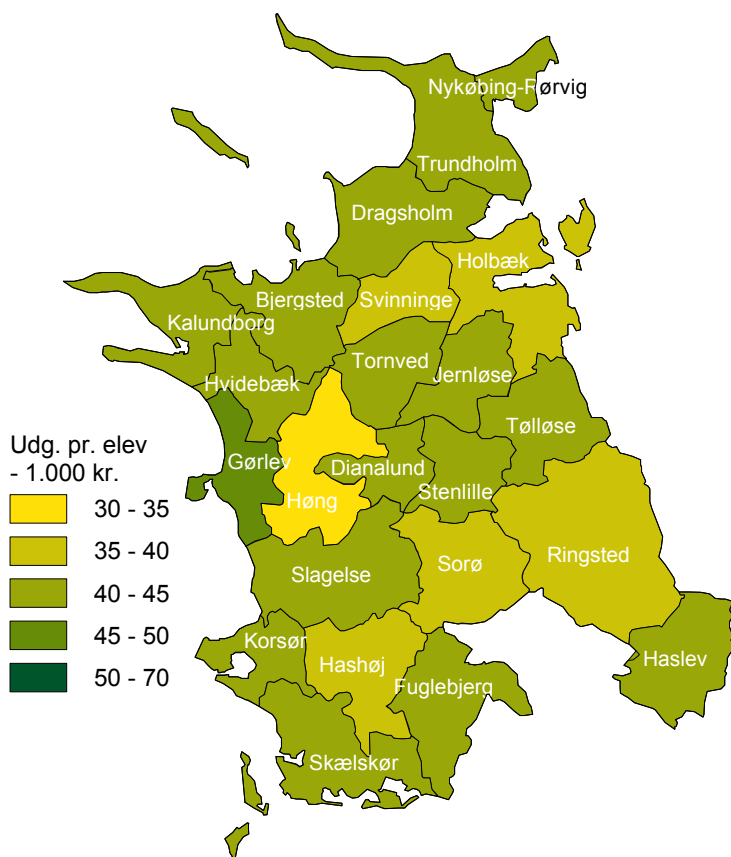 Nykøbing-Rørvig
Trundholm
Dragsholm
Holbæk
Bjergsted
Svinninge
Kalundborg
Tornved
Jernløse
Hvidebæk
Tølløse
Udg. pr. elev
- 1.000 kr.
Gørlev
Dianalund
Stenlille
Høng
30 - 35
35 - 40
40 - 45
45 - 50
50 - 70
Ringsted
Sorø
Slagelse
Korsør
Hashøj
Haslev
Fuglebjerg
Skælskør